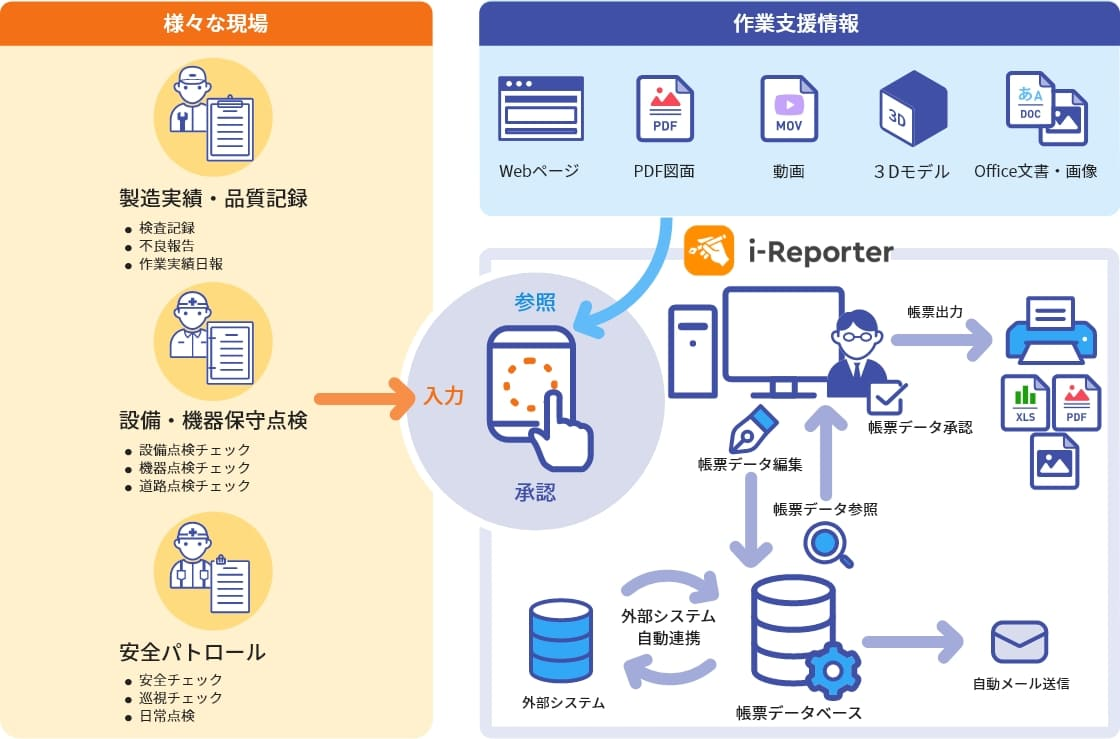 様々な現場
製造実績・品質記録
● 検査記録
● 不良報告
● 作業実績日報
設備・機器保守点検
● 設備点検チェック
● 機器点検チェック
● 道路点検チェック
安全パトロール
● 安全チェック
● 巡視チェック
● 日常点検
作業支援情報
PDF
MOV
3D
あA
DOC
Webページ
PDF図面
動画
３Dモデル
Office文書・画像
i-Reporter
参照
入力
承認
帳票出力
XLS
PDF
帳票データ承認
帳票データ編集
帳票データ参照
外部システム
自動連携
外部システム
帳票データベース
自動メール送信